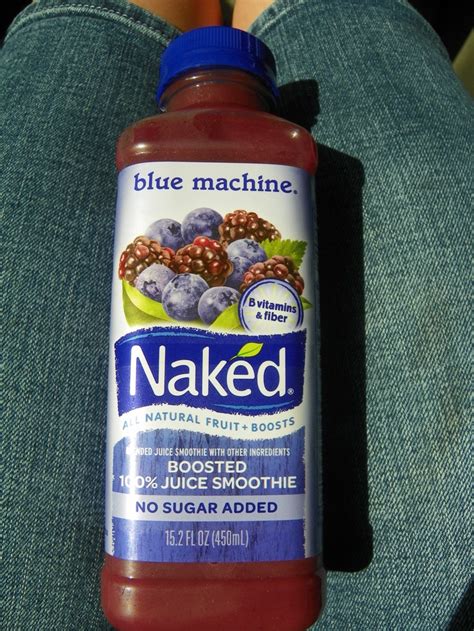 blue machine®
B vitamins
& fiber
Naked®
ALL NATURAL FRUIT + BOOSTS
BLENDED JUICE SMOOTHIE WITH OTHER INGREDIENTS
BOOSTED
100% JUICE SMOOTHIE
NO SUGAR ADDED
15.2 FL OZ (450mL)